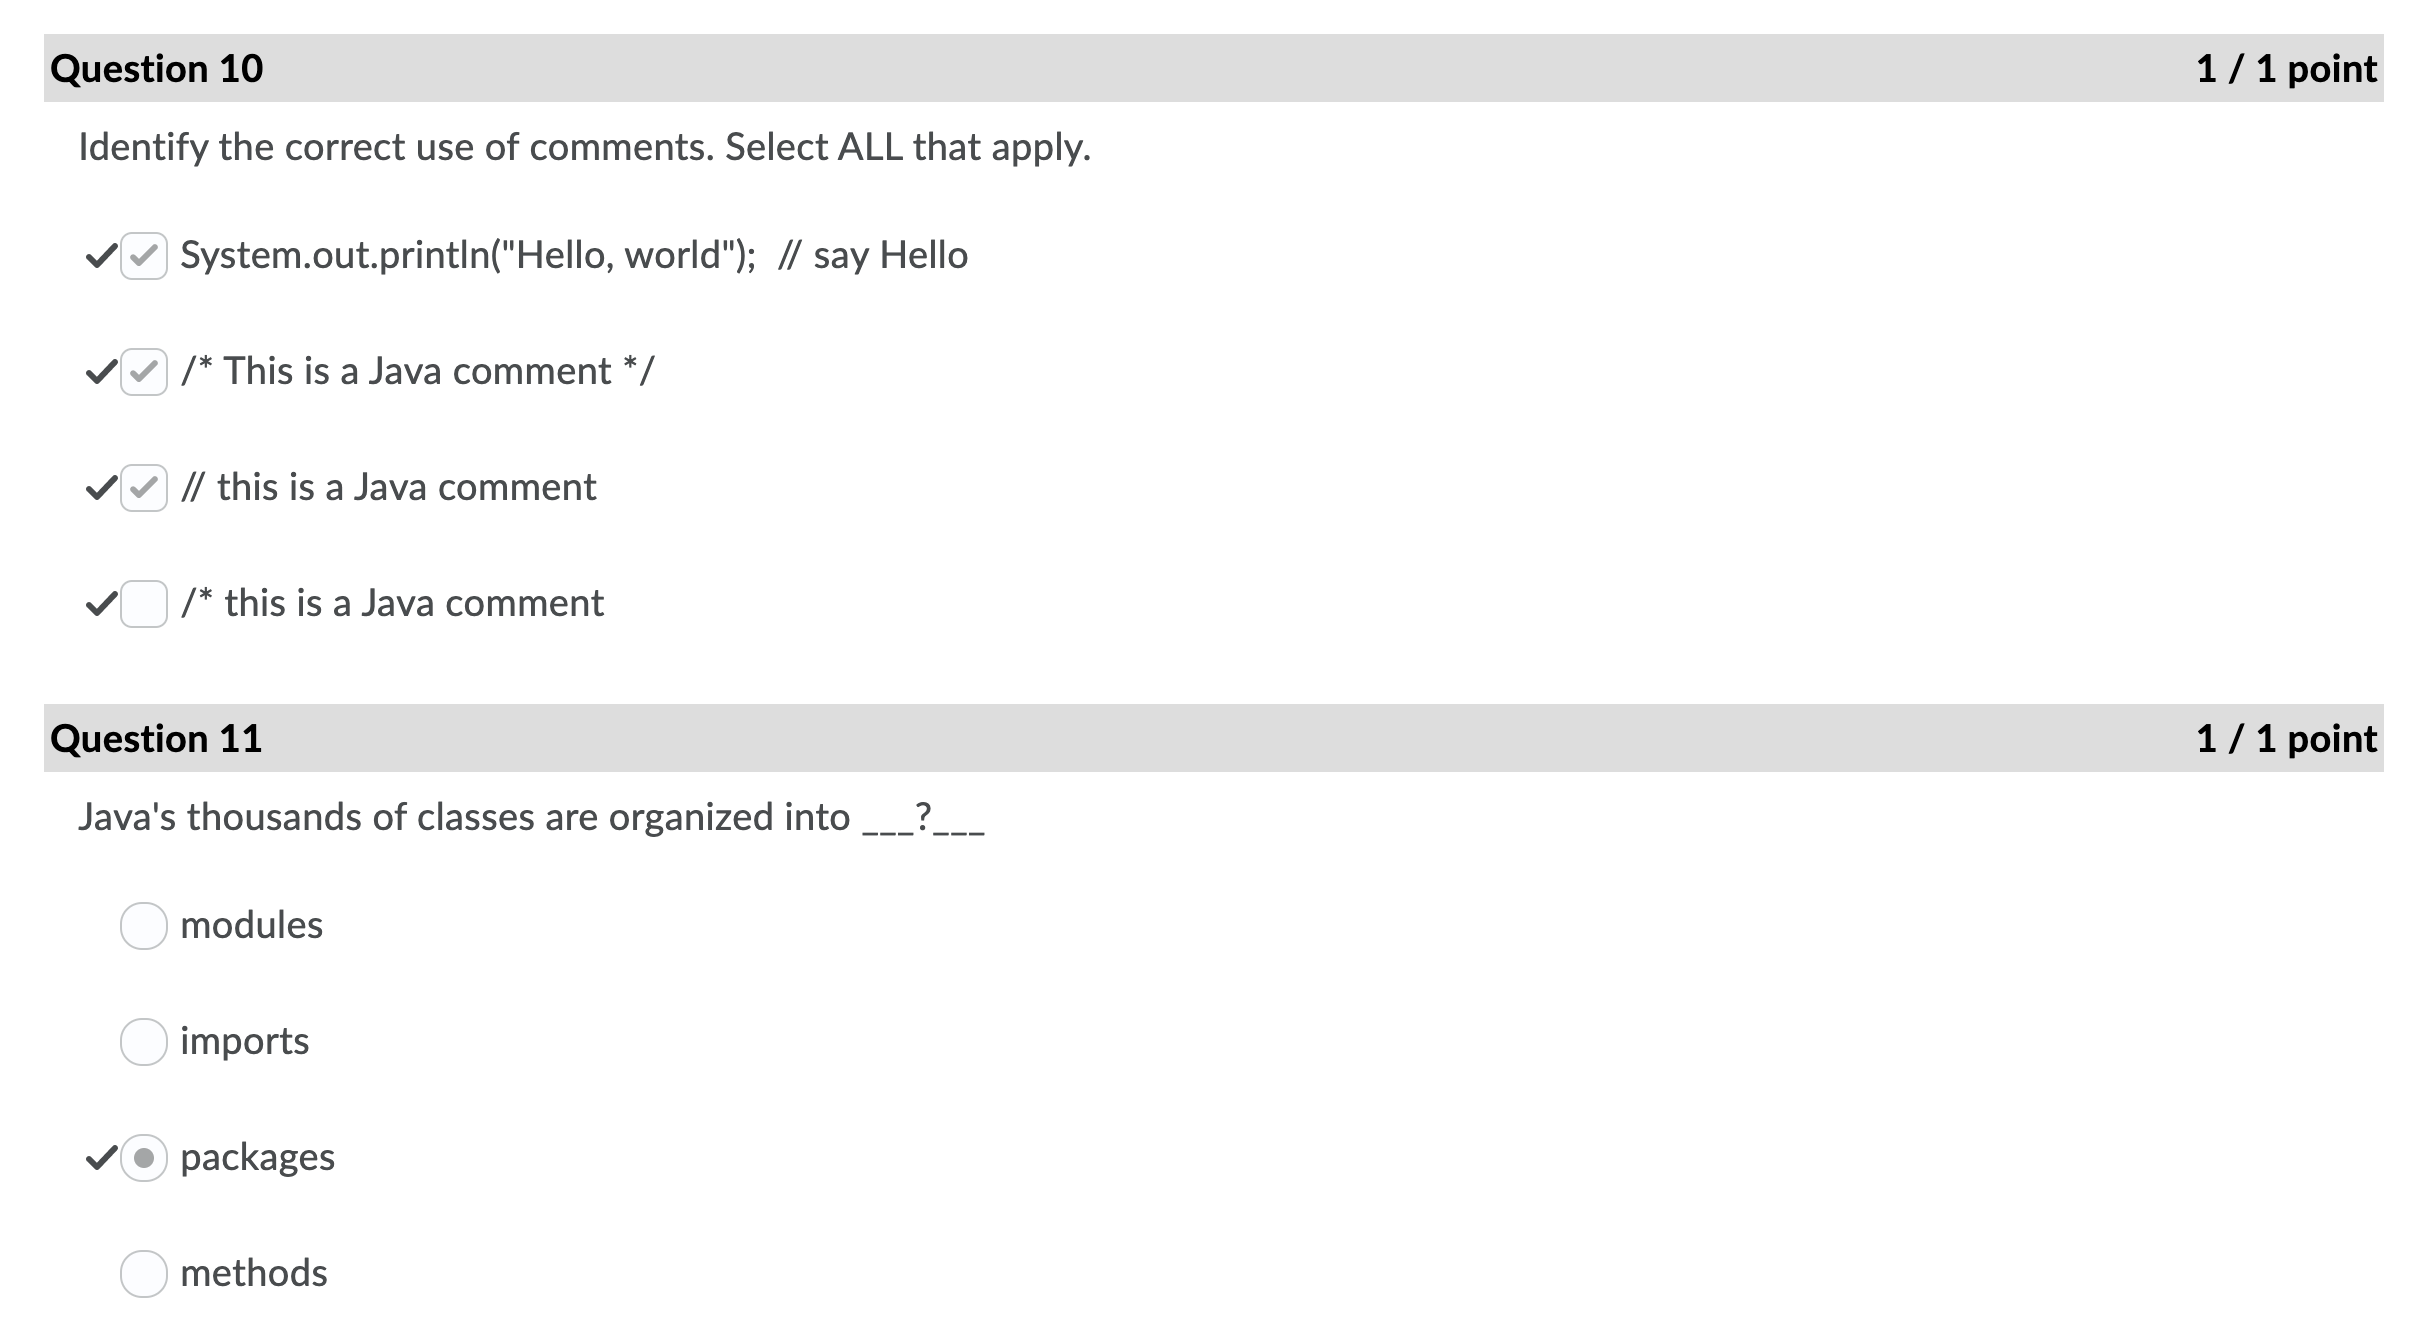 Question 10 1 / 1 point
Identify the correct use of comments. Select ALL that apply.
System.out.println("Hello, world");  // say Hello
/* This is a Java comment */
// this is a Java comment
/* this is a Java comment
Question 11 1 / 1 point
Java's thousands of classes are organized into ___?___
modules
imports
packages
methods